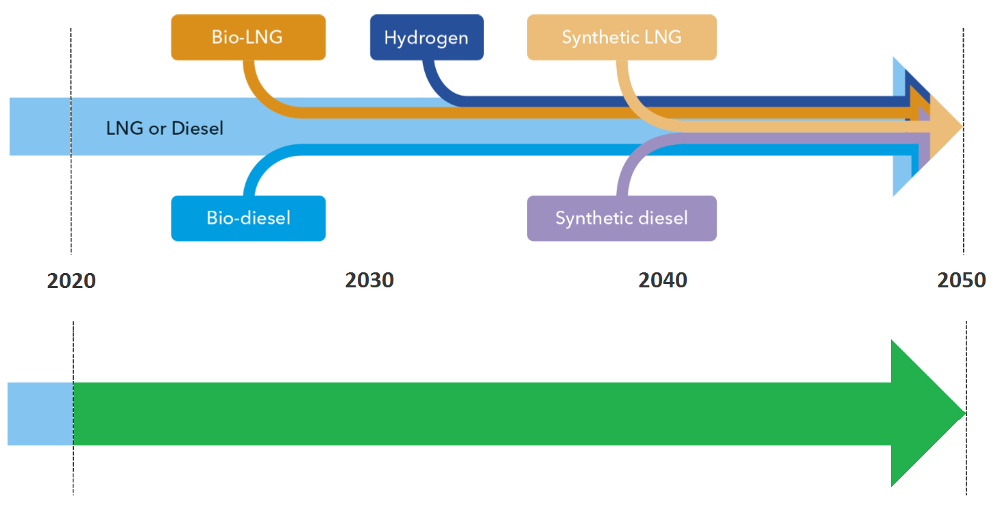 Bio-LNG
Hydrogen
Synthetic LNG
LNG or Diesel
Bio-diesel
Synthetic diesel
2020
2030
2040
2050